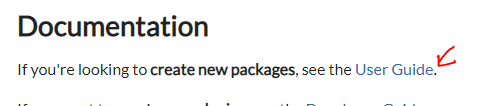 Documentation
If you're looking to create new packages, see the User Guide.